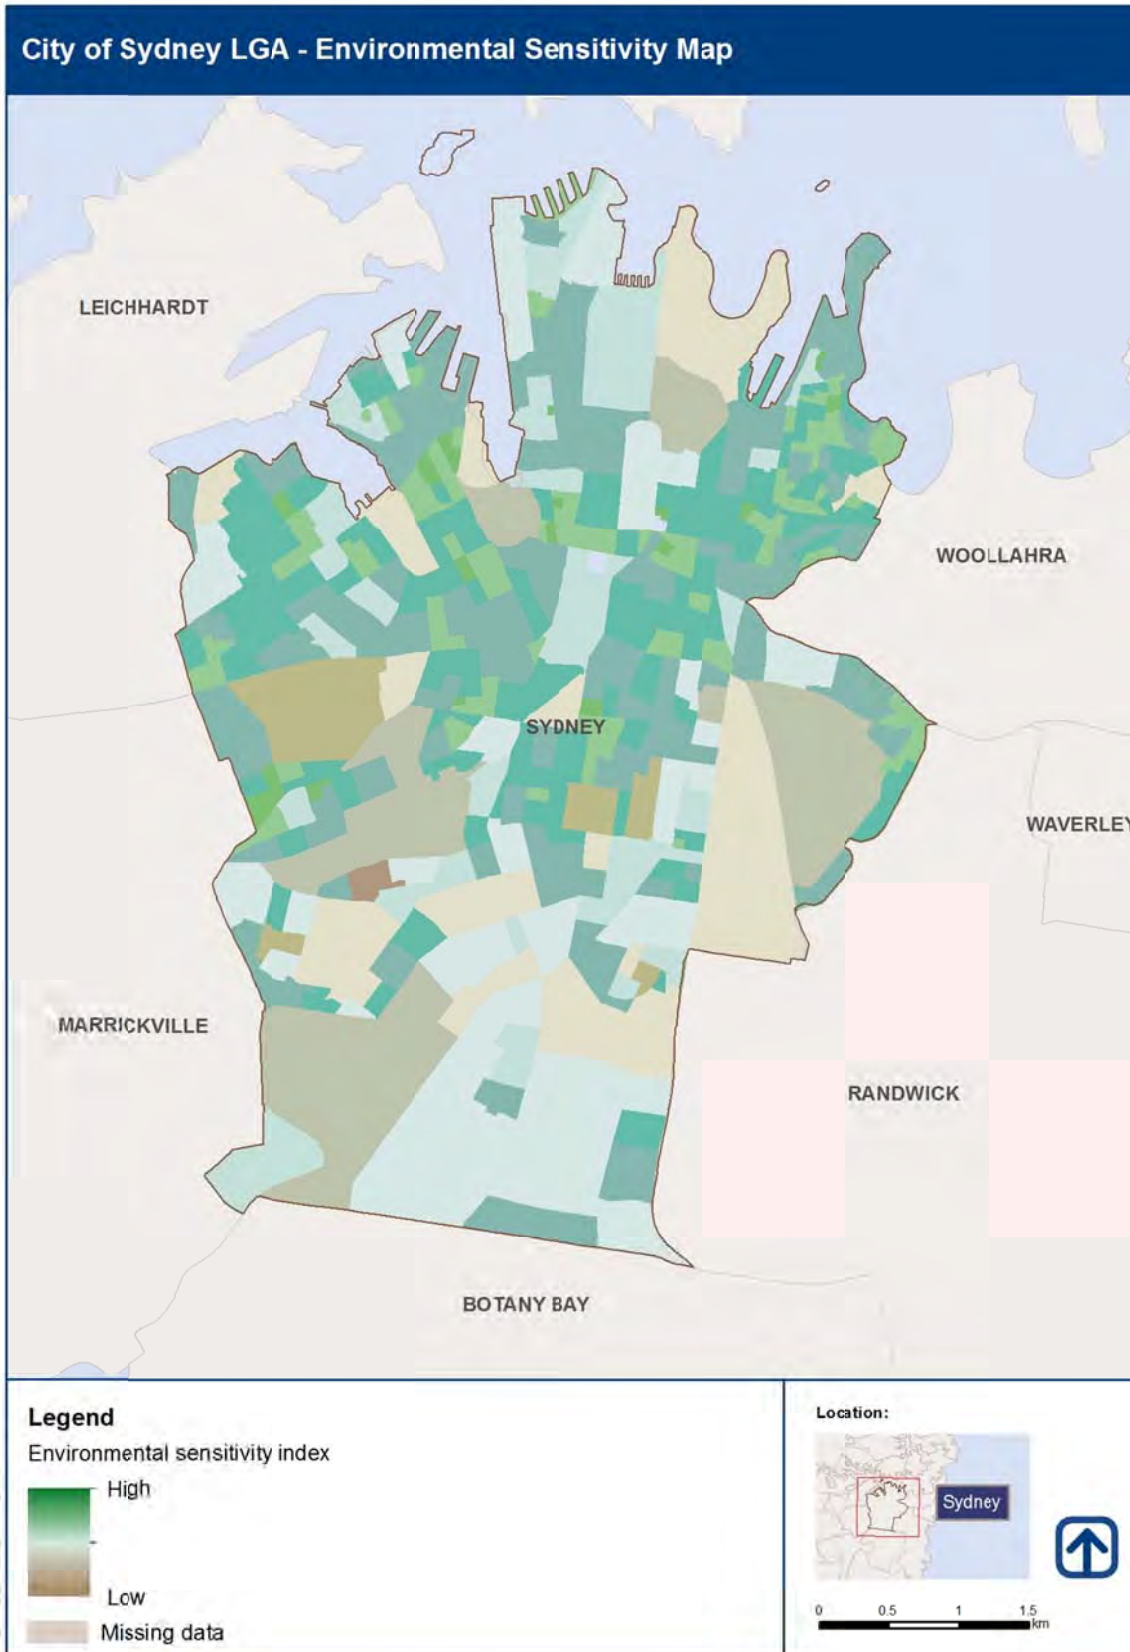 City of Sydney LGA - Environmental Sensitivity Map
LEICHHARDT
WOOLLAHRA
SYDNEY
WAVERLEY
MARRICKVILLE
RANDWICK
BOTANY BAY
Legend
Environmental sensitivity index
High
Low
Missing data
Location:
Sydney
0 0.5 1 1.5
km